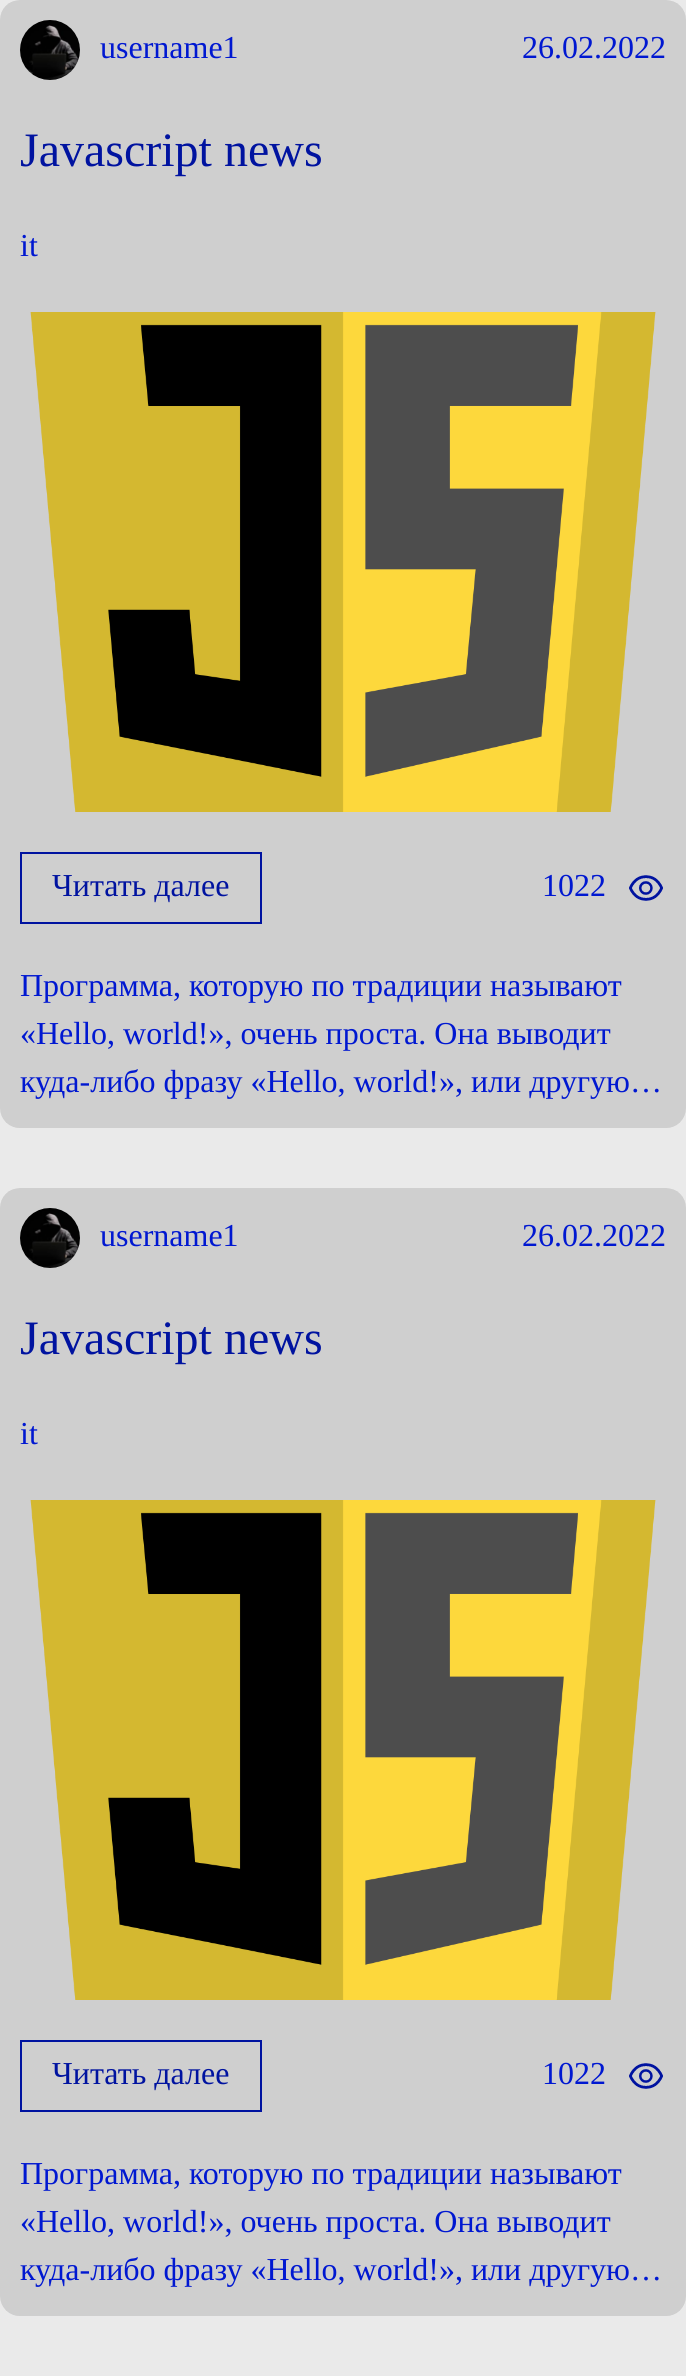 username1 26.02.2022
Javascript news
it
JS
Читать далее 1022
Программа, которую по традиции называют
«Hello, world!», очень проста. Она выводит
куда-либо фразу «Hello, world!», или другую…
username1 26.02.2022
Javascript news
it
JS
Читать далее 1022
Программа, которую по традиции называют
«Hello, world!», очень проста. Она выводит
куда-либо фразу «Hello, world!», или другую…